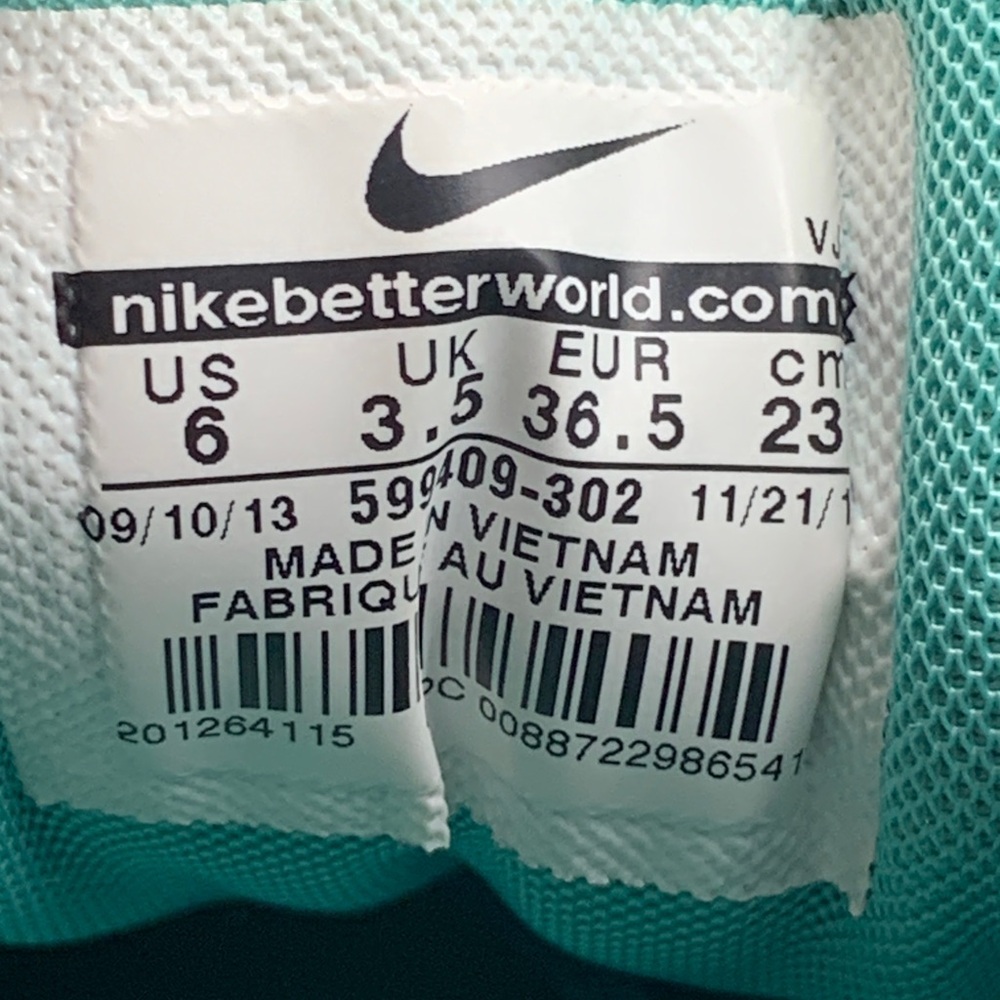 VJ
nikebetterworld.com
US UK EUR cm
6 3.5 36.5 23
09/10/13 599409-302 11/21/1
MADE IN VIETNAM
FABRIQUE AU VIETNAM
201264115 00887229865